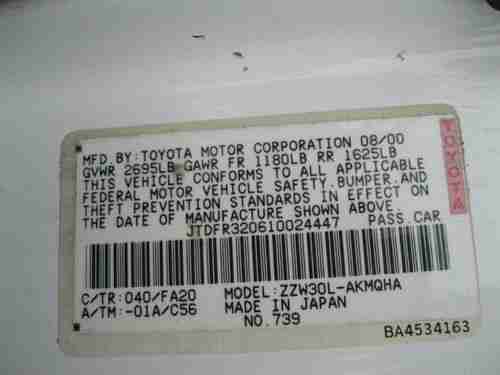 MFD.BY:TOYOTA MOTOR CORPORATION 08/00
GVWR 2695LB GAWR FR 1180LB RR 1625LB
THIS VEHICLE CONFORMS TO ALL APPLICABLE
FEDERAL MOTOR VEHICLE SAFETY,BUMPER,AND
THEFT PREVENTION STANDARDS IN EFFECT ON
THE DATE OF MANUFACTURE SHOWN ABOVE.
JTDFR320610024447 PASS.CAR
C/TR:040/FA20 MODEL:ZZW30L-AKMQHA
A/TM:-01A/C56 MADE IN JAPAN
NO.739
BA4534163
TOYOTA